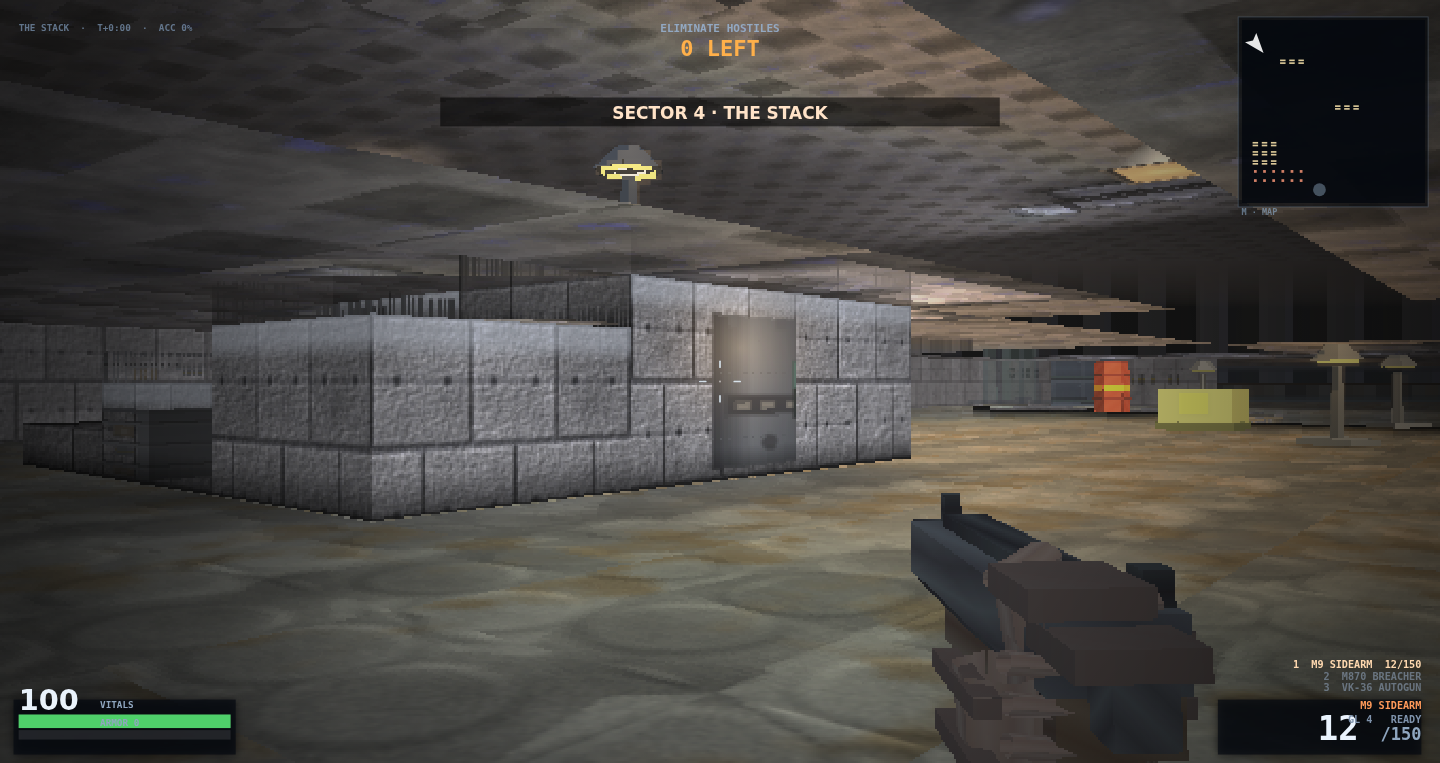 THE STACK · T+0:00 · ACC 0%
ELIMINATE HOSTILES
0 LEFT
SECTOR 4 · THE STACK
M · MAP
1 M9 SIDEARM 12/150
2 M870 BREACHER
3 VK-36 AUTOGUN
100 VITALS
M9 SIDEARM
4 READY
12 /150